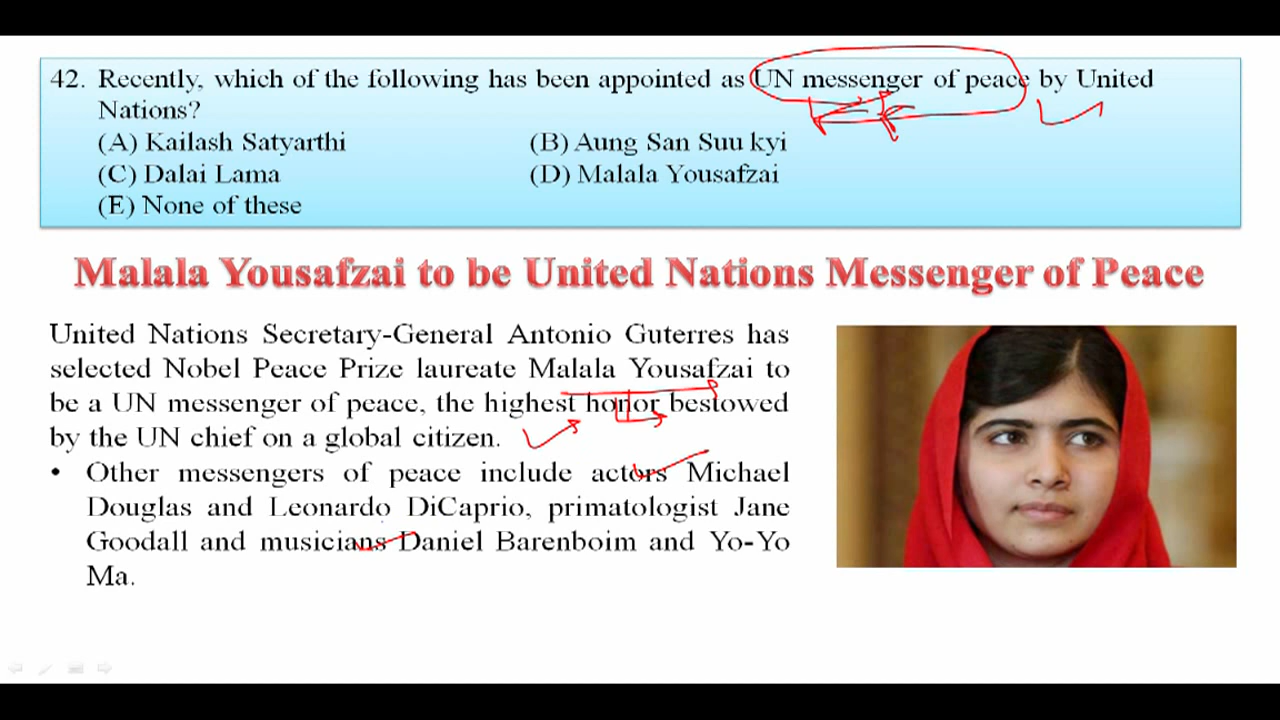 42. Recently, which of the following has been appointed as UN messenger of peace by United
Nations?
(A) Kailash Satyarthi (B) Aung San Suu kyi
(C) Dalai Lama (D) Malala Yousafzai
(E) None of these
Malala Yousafzai to be United Nations Messenger of Peace
United Nations Secretary-General Antonio Guterres has
selected Nobel Peace Prize laureate Malala Yousafzai to
be a UN messenger of peace, the highest honor bestowed
by the UN chief on a global citizen.
• Other messengers of peace include actors Michael
Douglas and Leonardo DiCaprio, primatologist Jane
Goodall and musicians Daniel Barenboim and Yo-Yo
Ma.